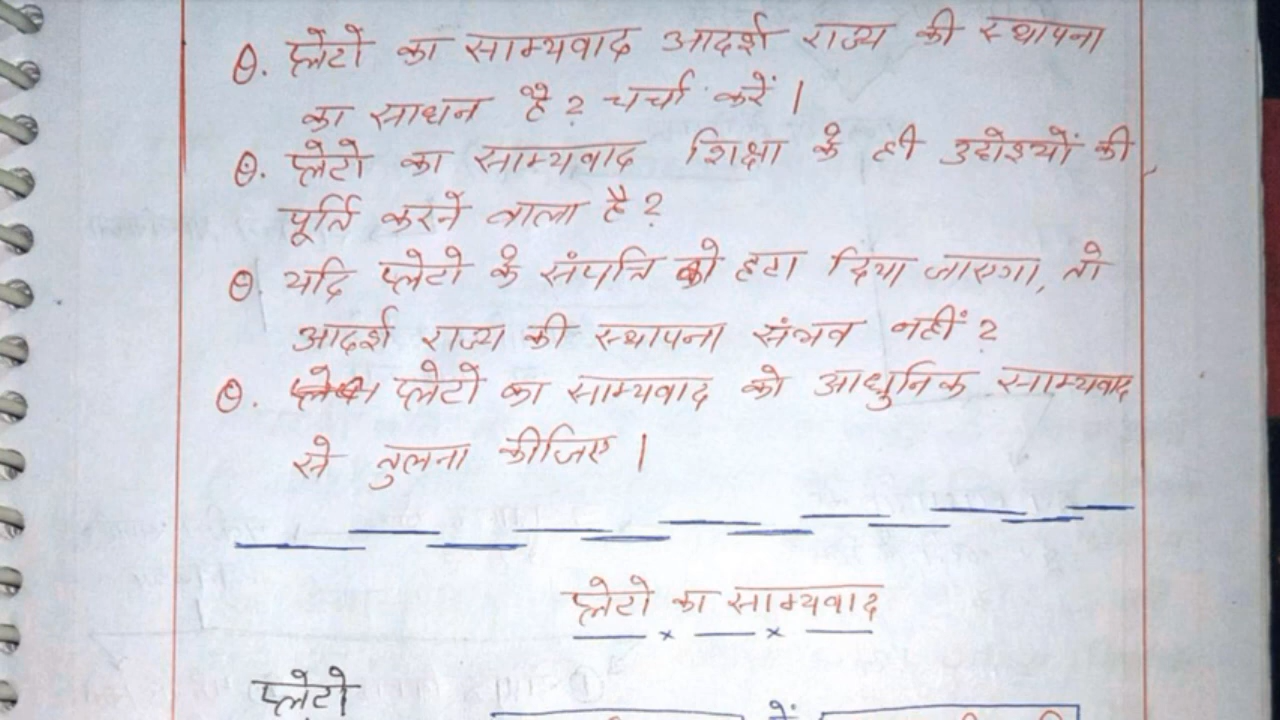 Q. प्लेटो का साम्यवाद आदर्श राज्य की स्थापना
का साधन है? चर्चा करें।
Q. प्लेटो का साम्यवाद शिक्षा के ही उद्देश्यों की
पूर्ति करने वाला है?
Q यदि प्लेटो के संपत्ति को हटा दिया जाएगा, तो
आदर्श राज्य की स्थापना संभव नहीं?
Q. प्लेटो का साम्यवाद को आधुनिक साम्यवाद
से तुलना कीजिए।
प्लेटो का साम्यवाद
प्लेटो
में